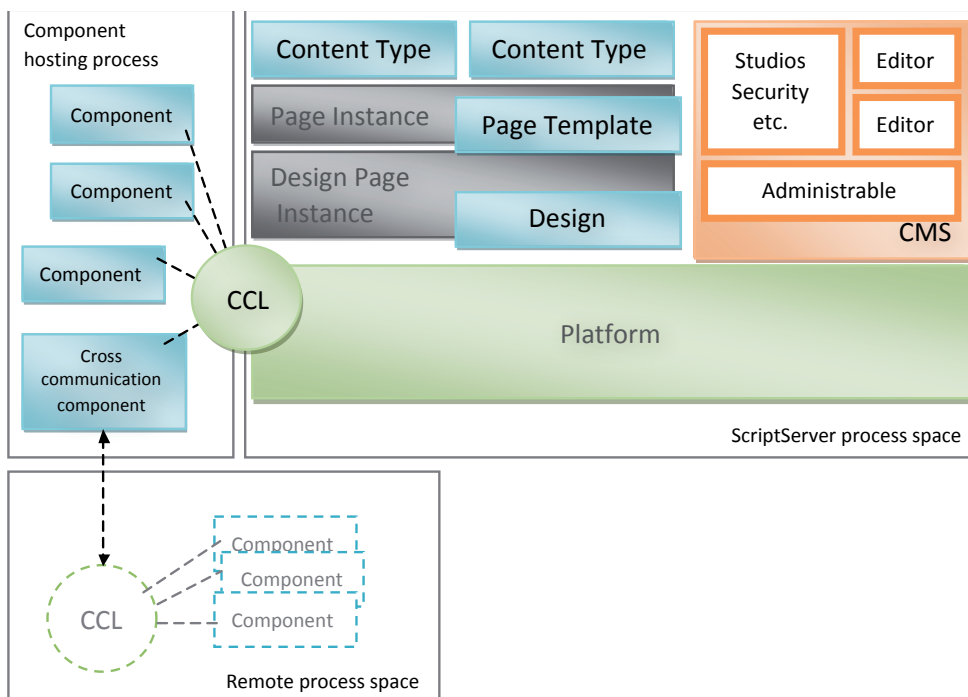 Component
hosting process
Component
Component
Component
Cross
communication
component
CCL
Content Type
Content Type
Page Instance
Page Template
Design Page
Instance
Design
Studios
Security
etc.
Editor
Editor
Administrable
CMS
Platform
ScriptServer process space
CCL
Component
Component
Component
Remote process space